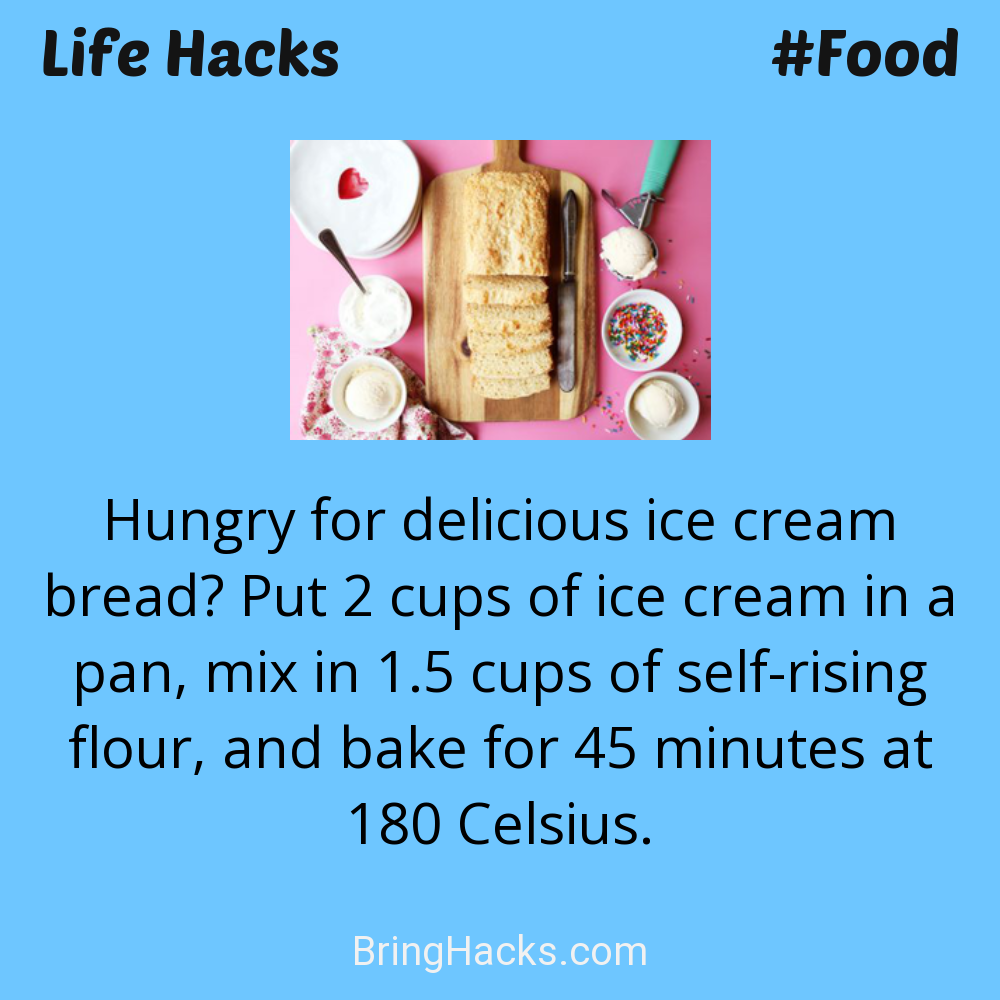 Life Hacks
#Food
Hungry for delicious ice cream
bread? Put 2 cups of ice cream in a
pan, mix in 1.5 cups of self-rising
flour, and bake for 45 minutes at
180 Celsius.
BringHacks.com